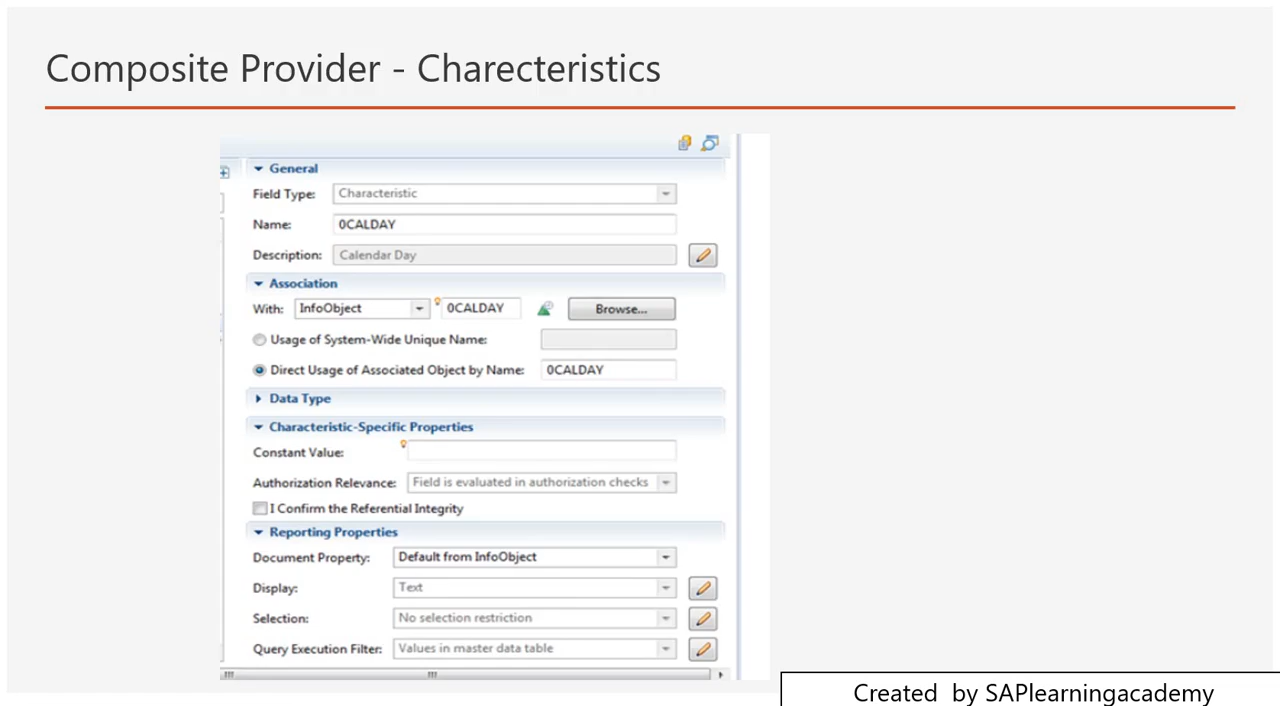 Composite Provider - Charecteristics
General
Field Type: Characteristic
Name: 0CALDAY
Description: Calendar Day
Association
With: InfoObject 0CALDAY Browse...
Usage of System-Wide Unique Name:
Direct Usage of Associated Object by Name: 0CALDAY
Data Type
Characteristic-Specific Properties
Constant Value:
Authorization Relevance: Field is evaluated in authorization checks
I Confirm the Referential Integrity
Reporting Properties
Document Property: Default from InfoObject
Display: Text
Selection: No selection restriction
Query Execution Filter: Values in master data table
Created by SAPlearningacademy